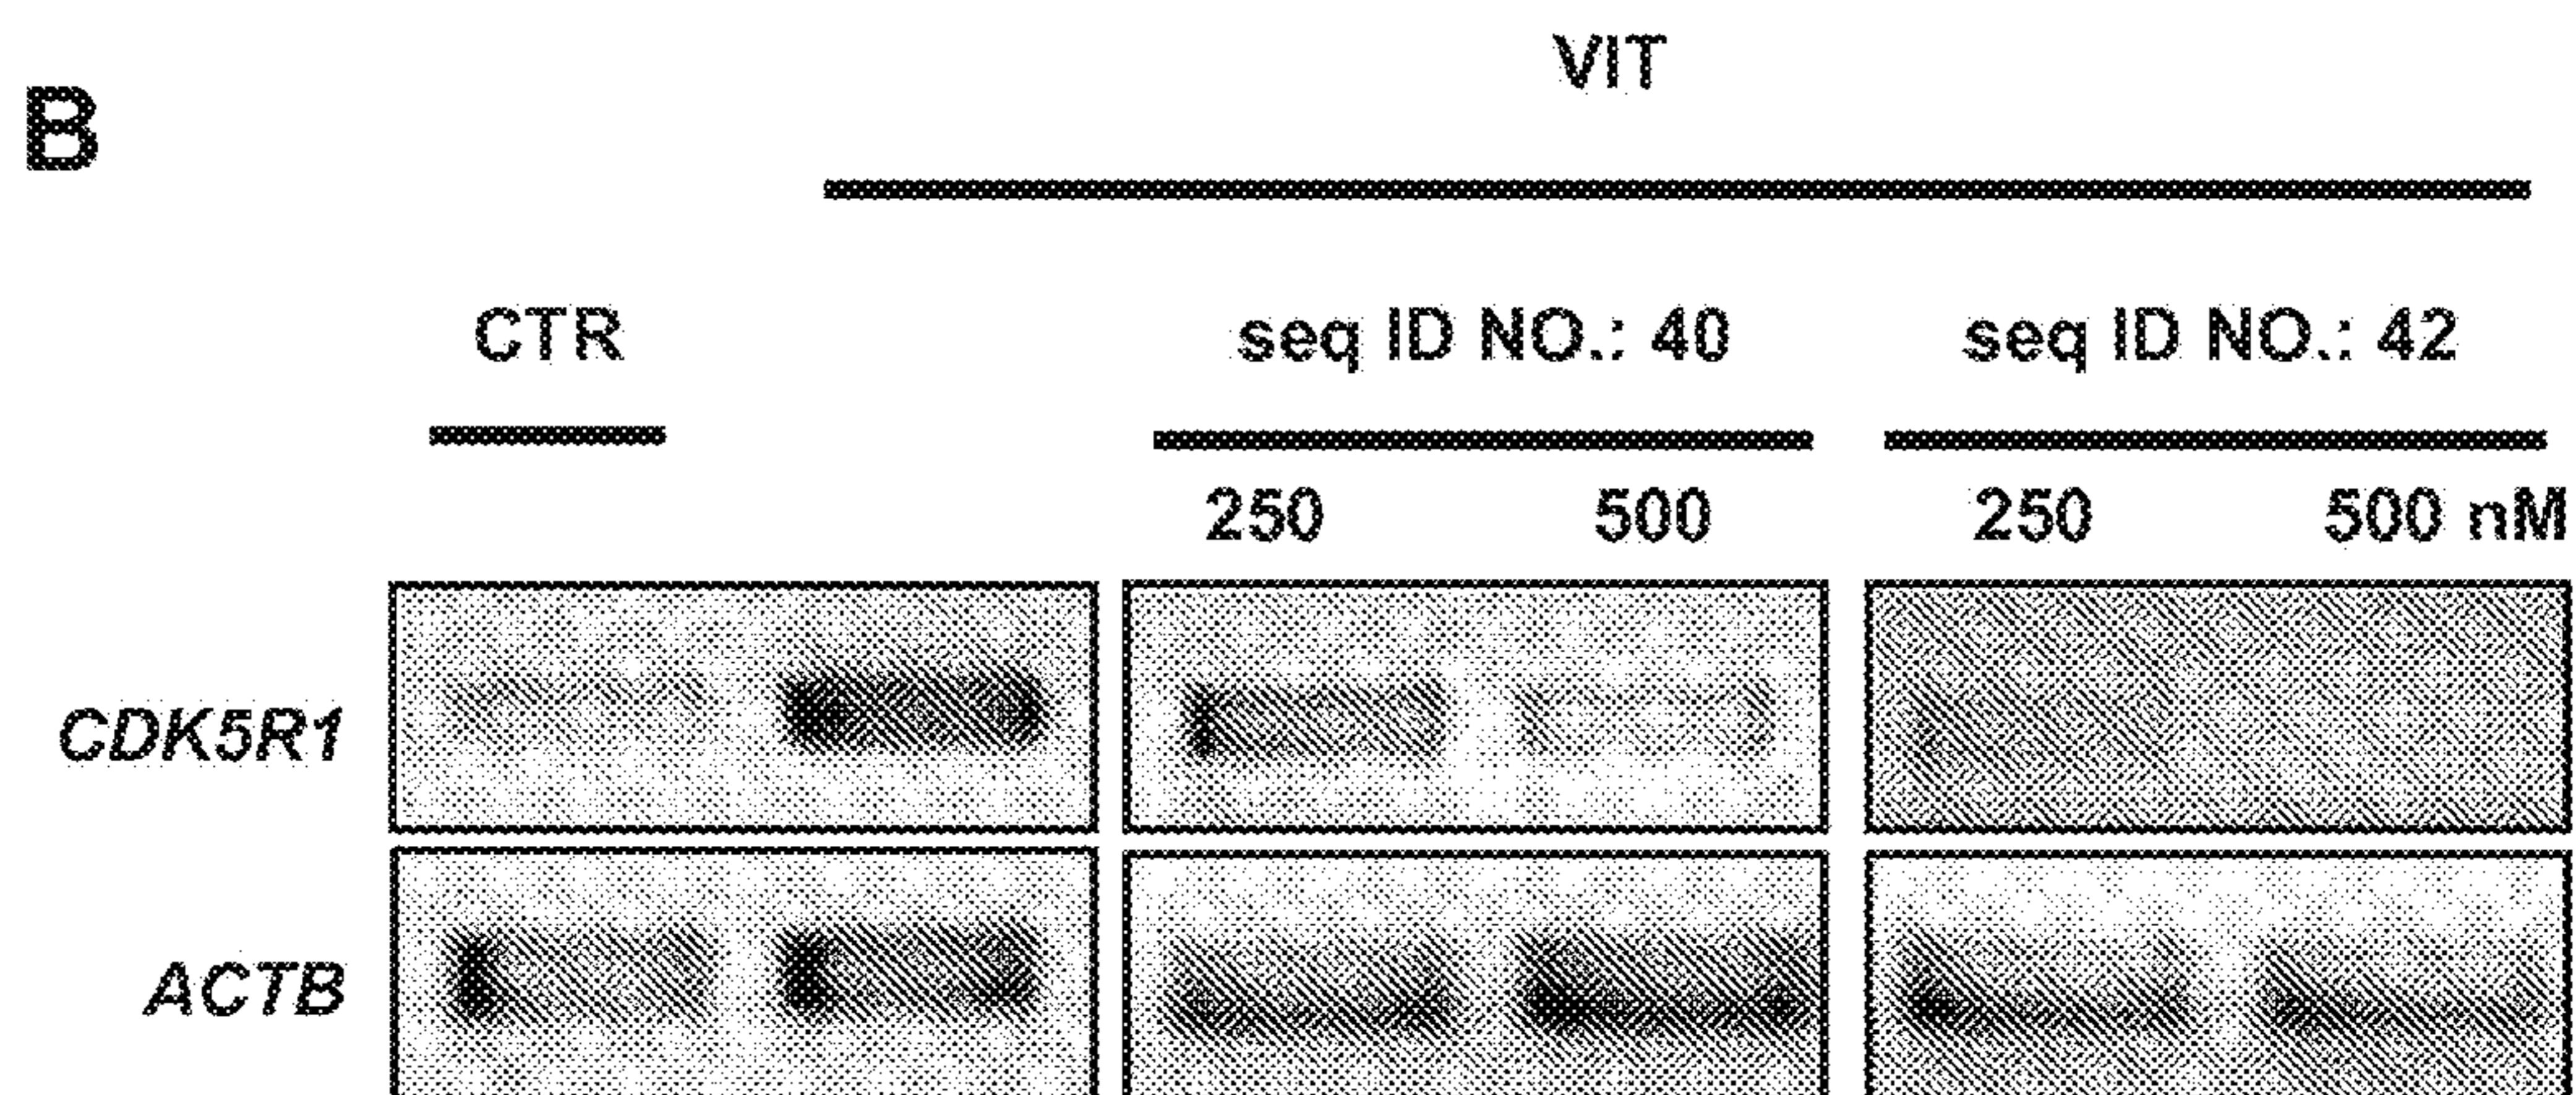 B
VIT
CTR seq ID NO.: 40 seq ID NO.: 42
250 500 250 500 nM
CDK5R1
ACTB